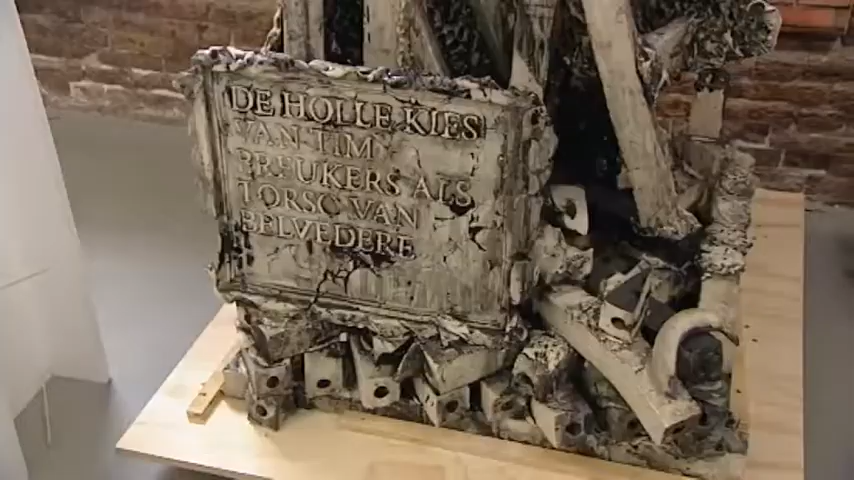 DE HOLLE KIES
VAN TIM
BREUKERS ALS
TORSO VAN
BELVEDERE